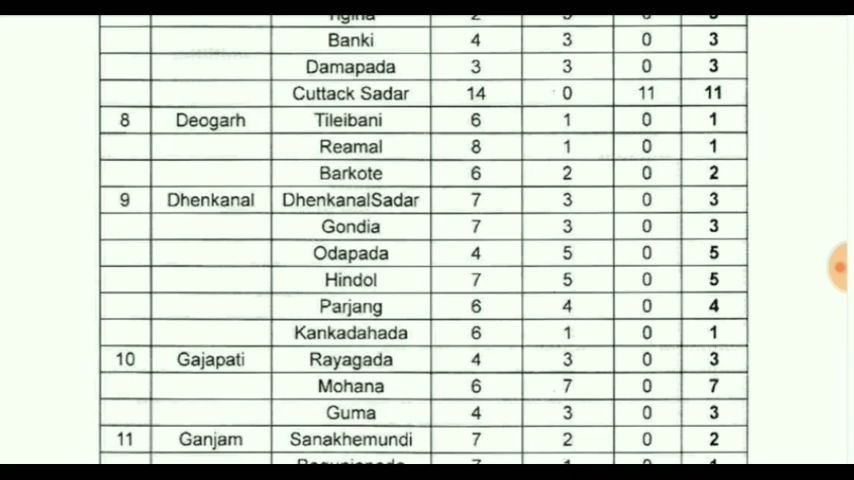 Banki 4 3 0 3
Damapada 3 3 0 3
Cuttack Sadar 14 0 11 11
8 Deogarh Tileibani 6 1 0 1
Reamal 8 1 0 1
Barkote 6 2 0 2
9 Dhenkanal DhenkanalSadar 7 3 0 3
Gondia 7 3 0 3
Odapada 4 5 0 5
Hindol 7 5 0 5
Parjang 6 4 0 4
Kankadahada 6 1 0 1
10 Gajapati Rayagada 4 3 0 3
Mohana 6 7 0 7
Guma 4 3 0 3
11 Ganjam Sanakhemundi 7 2 0 2